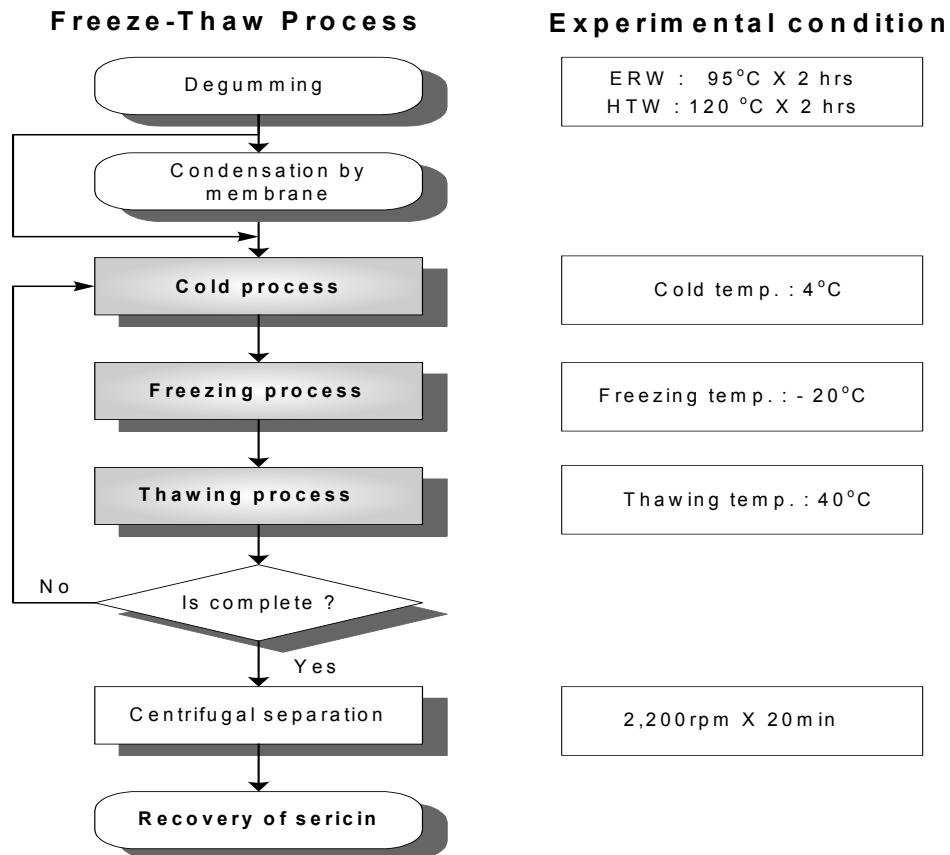 Freeze-Thaw Process
Experimental condition
Degumming
ERW : 95°C X 2 hrs
HTW : 120 °C X 2 hrs
Condensation by
membrane
Cold process
Cold temp. : 4°C
Freezing process
Freezing temp. : - 20°C
Thawing process
Thawing temp. : 40°C
No
Is complete ?
Yes
Centrifugal separation
2,200rpm X 20min
Recovery of sericin